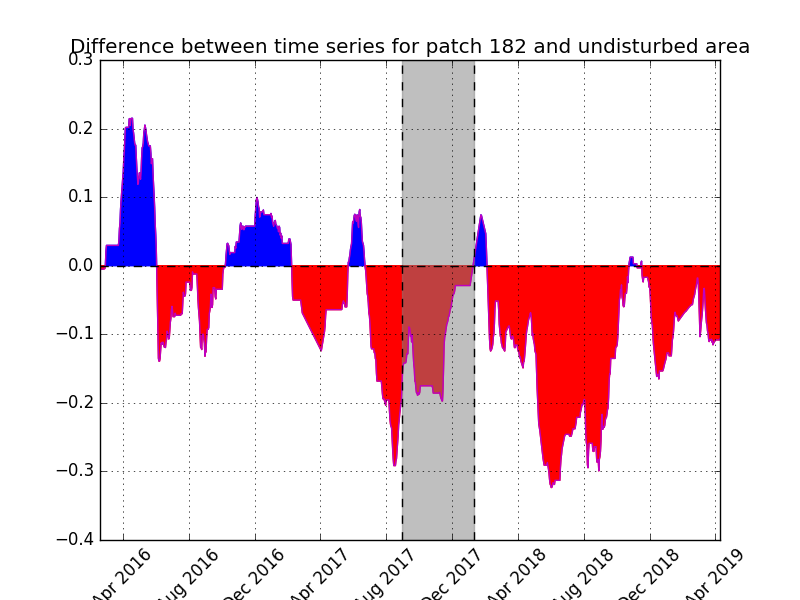 Difference between time series for patch 182 and undisturbed area
0.3
0.2
0.1
0.0
−0.1
−0.2
−0.3
−0.4
Apr 2016
Aug 2016
Dec 2016
Apr 2017
Aug 2017
Dec 2017
Apr 2018
Aug 2018
Dec 2018
Apr 2019